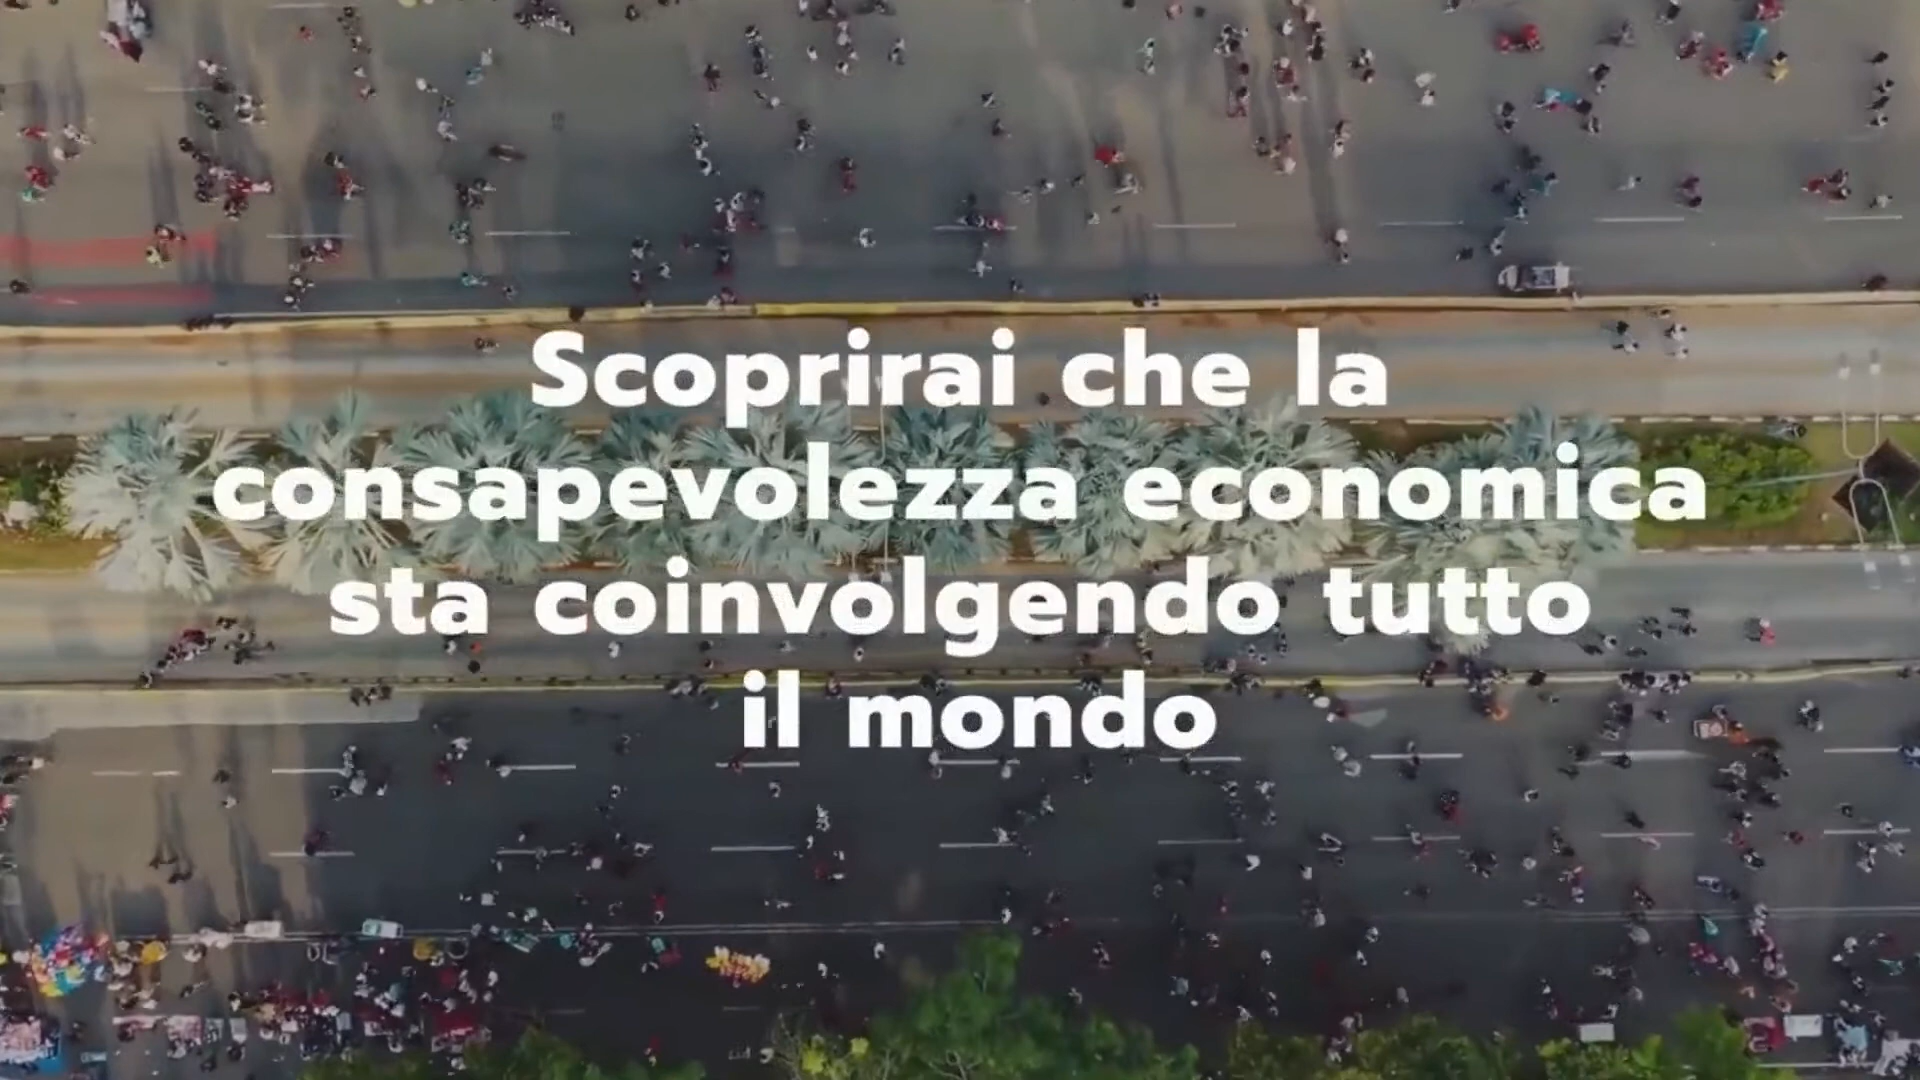 Scoprirai che la
consapevolezza economica
sta coinvolgendo tutto
il mondo